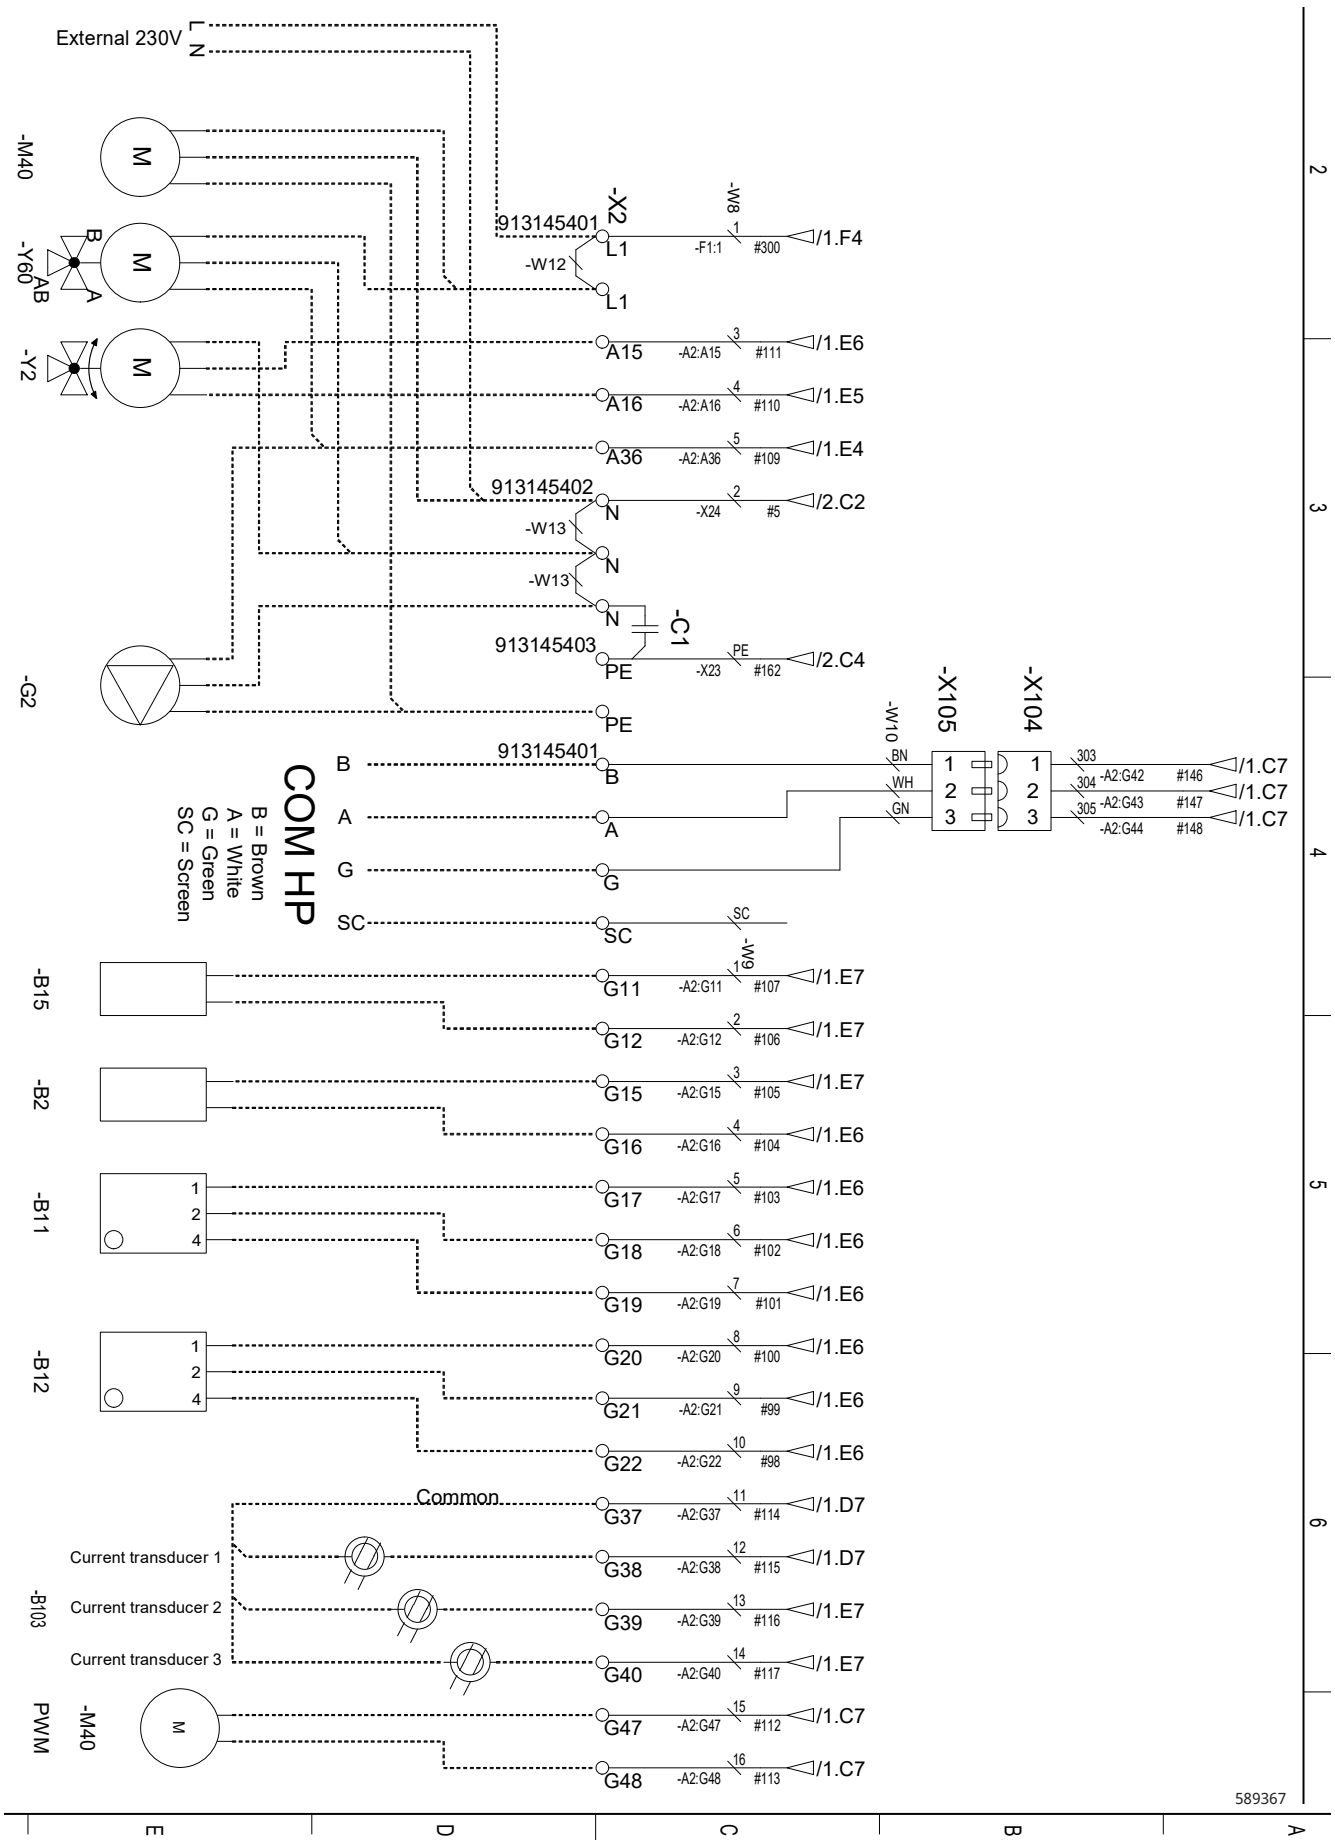 External 230V
L
N
-M40
M
-Y60
B
A
AB
M
-Y2
M
-G2
-X2
-W8
913145401
L1
1
-F1:1
#300
/1.F4
-W12
L1
A15
3
-A2:A15
#111
/1.E6
A16
4
-A2:A16
#110
/1.E5
A36
5
-A2:A36
#109
/1.E4
913145402
N
2
-X24
#5
/2.C2
-W13
N
-W13
N
-C1
913145403
PE
PE
-X23
#162
/2.C4
PE
-X105
-X104
-W10
B
913145401
B
BN
1
1
303
-A2:G42
#146
/1.C7
WH
2
2
304
-A2:G43
#147
/1.C7
A
A
GN
3
3
305
-A2:G44
#148
/1.C7
G
G
SC
SC
SC
COM HP
B = Brown
A = White
G = Green
SC = Screen
-W9
-B15
G11
1
-A2:G11
#107
/1.E7
G12
2
-A2:G12
#106
/1.E7
-B2
G15
3
-A2:G15
#105
/1.E7
G16
4
-A2:G16
#104
/1.E6
-B11
1
2
4
G17
5
-A2:G17
#103
/1.E6
G18
6
-A2:G18
#102
/1.E6
G19
7
-A2:G19
#101
/1.E6
-B12
1
2
4
G20
8
-A2:G20
#100
/1.E6
G21
9
-A2:G21
#99
/1.E6
G22
10
-A2:G22
#98
/1.E6
Common
G37
11
-A2:G37
#114
/1.D7
-B103
Current transducer 1
G38
12
-A2:G38
#115
/1.D7
Current transducer 2
G39
13
-A2:G39
#116
/1.E7
Current transducer 3
G40
14
-A2:G40
#117
/1.E7
-M40
PWM
M
G47
15
-A2:G47
#112
/1.C7
G48
16
-A2:G48
#113
/1.C7
589367
2
3
4
5
6
E
D
C
B
A